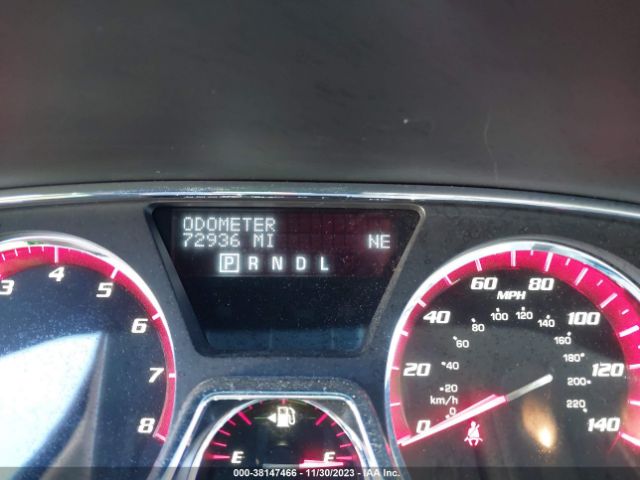 ODOMETER
72936 MI NE
P R N D L
3 4 5 6 7 8
0 20 40 60 80 100 120 140
MPH
0 20 40 60 80 100 120 140 160 180 200 220
km/h
E F
000-38147466 - 11/30/2023 - IAA Inc.